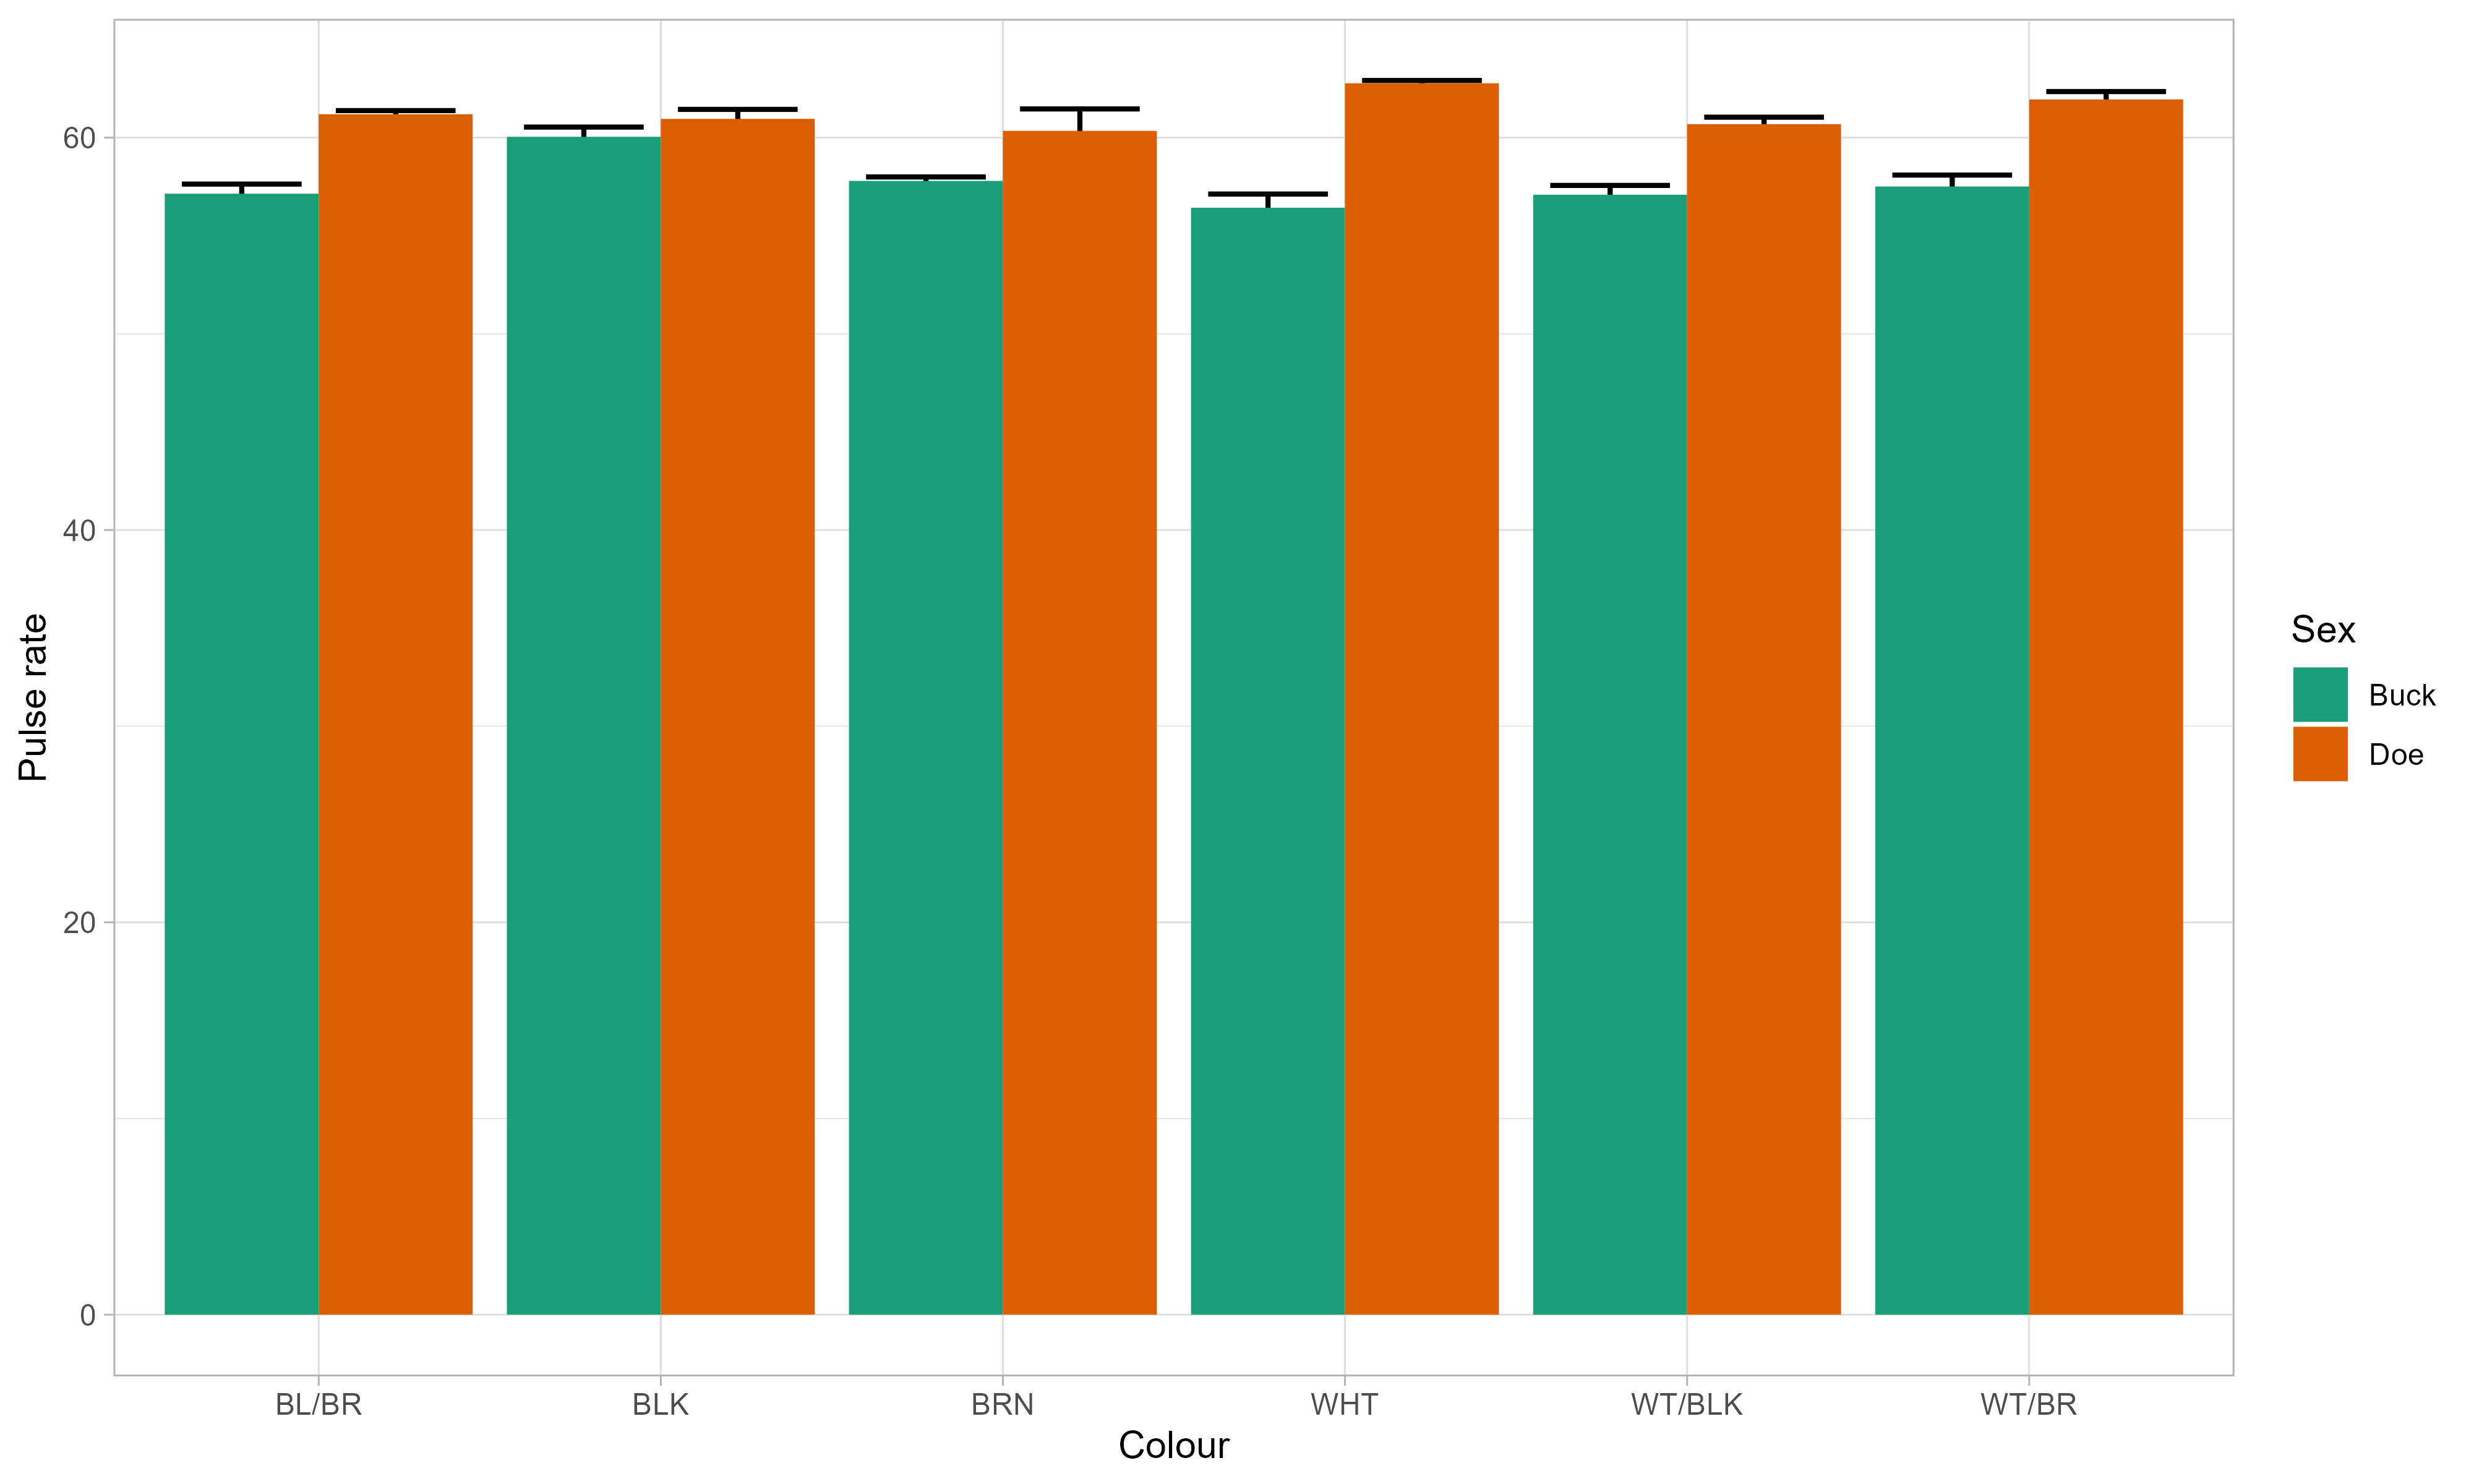 60
40
20
0
Pulse rate
BL/BR
BLK
BRN
WHT
WT/BLK
WT/BR
Colour
Sex
Buck
Doe